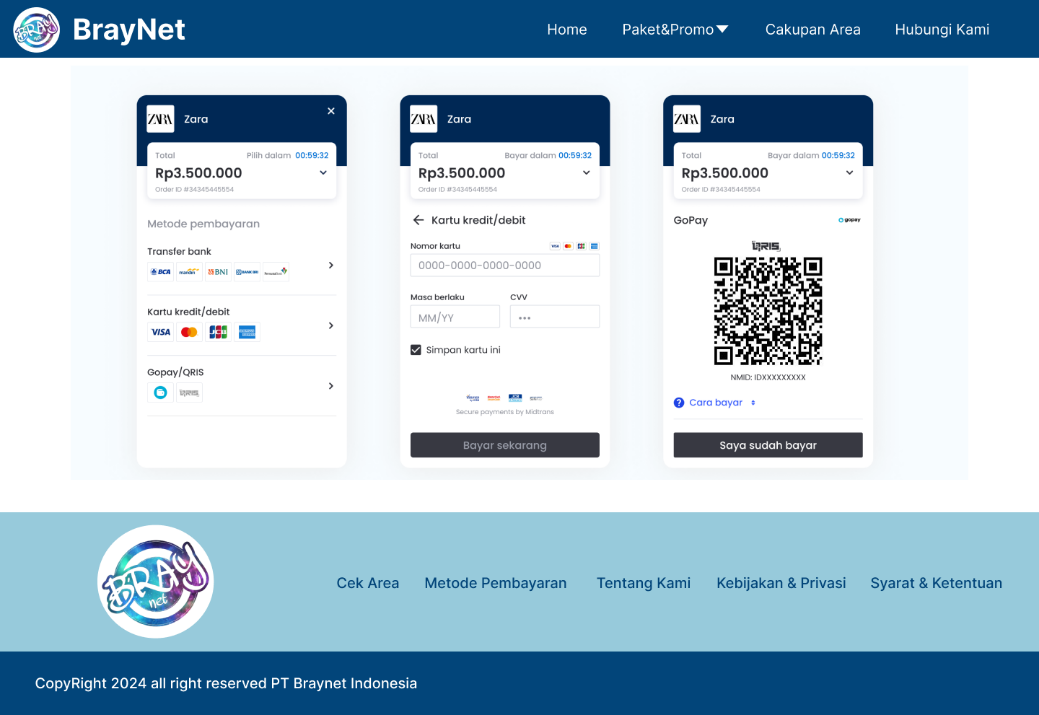 BRAY
BrayNet
Home
Paket&Promo
Cakupan Area
Hubungi Kami
ZARA
Zara
Total
Pilih dalam 00:59:32
Rp3.500.000
Order ID #34345445554
Metode pembayaran
Transfer bank
BCA
mandiri
BNI
Kartu kredit/debit
VISA
JCB
Gopay/QRIS
QRIS
ZARA
Zara
Total
Bayar dalam 00:59:32
Rp3.500.000
Order ID #34345445554
Kartu kredit/debit
Nomor kartu
VISA
0000-0000-0000-0000
Masa berlaku
CVV
MM/YY
Simpan kartu ini
Secure payments by Midtrans
Bayar sekarang
ZARA
Zara
Total
Bayar dalam 00:59:32
Rp3.500.000
Order ID #34345445554
GoPay
gopay
QRIS
NMID: IDXXXXXXXXX
? Cara bayar
Saya sudah bayar
BRAY
net
Cek Area
Metode Pembayaran
Tentang Kami
Kebijakan & Privasi
Syarat & Ketentuan
CopyRight 2024 all right reserved PT Braynet Indonesia